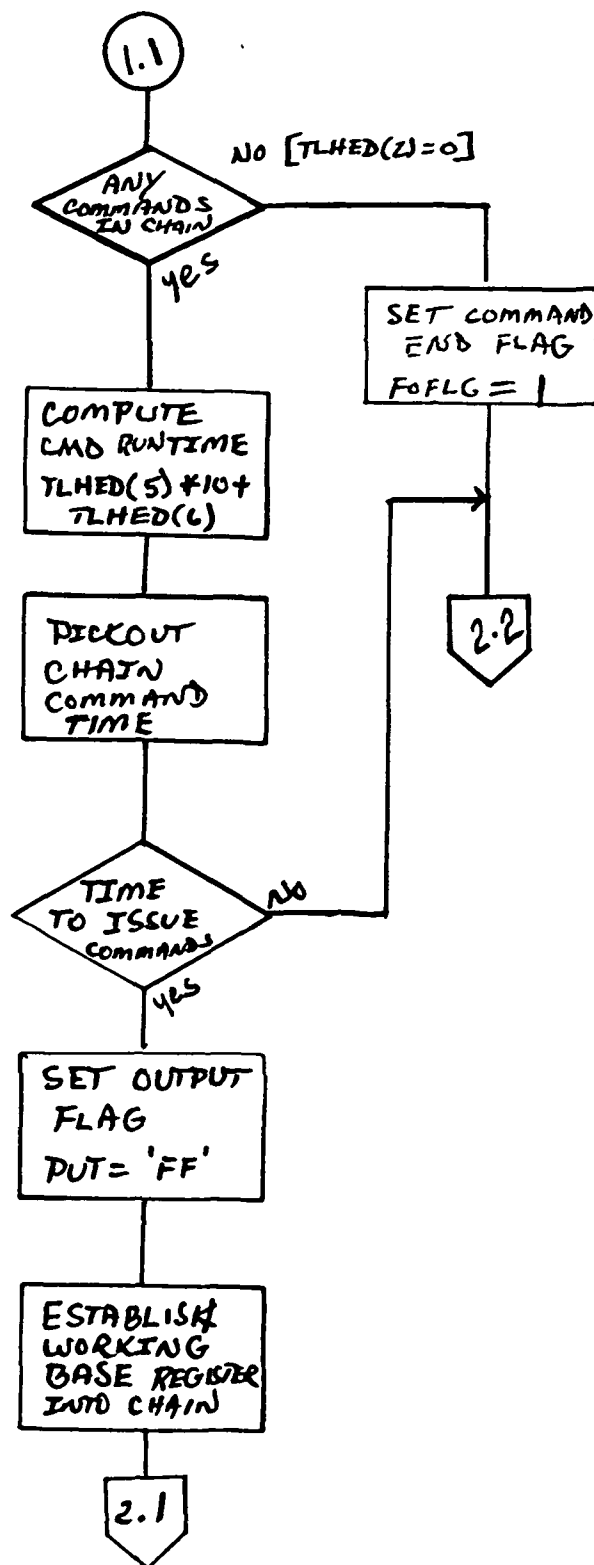 1.1
NO [TLHED(2)=0]
ANY
COMMANDS
IN CHAIN
yes
SET COMMAND
END FLAG
FOFLG = 1
COMPUTE
CMD RUNTIME
TLHED(5)*10+
TLHED(6)
2.2
PICKOUT
CHAIN
COMMAND
TIME
TIME
TO ISSUE
COMMANDS
No
yes
SET OUTPUT
FLAG
PUT= 'FF'
ESTABLISH
WORKING
BASE REGISTER
INTO CHAIN
2.1